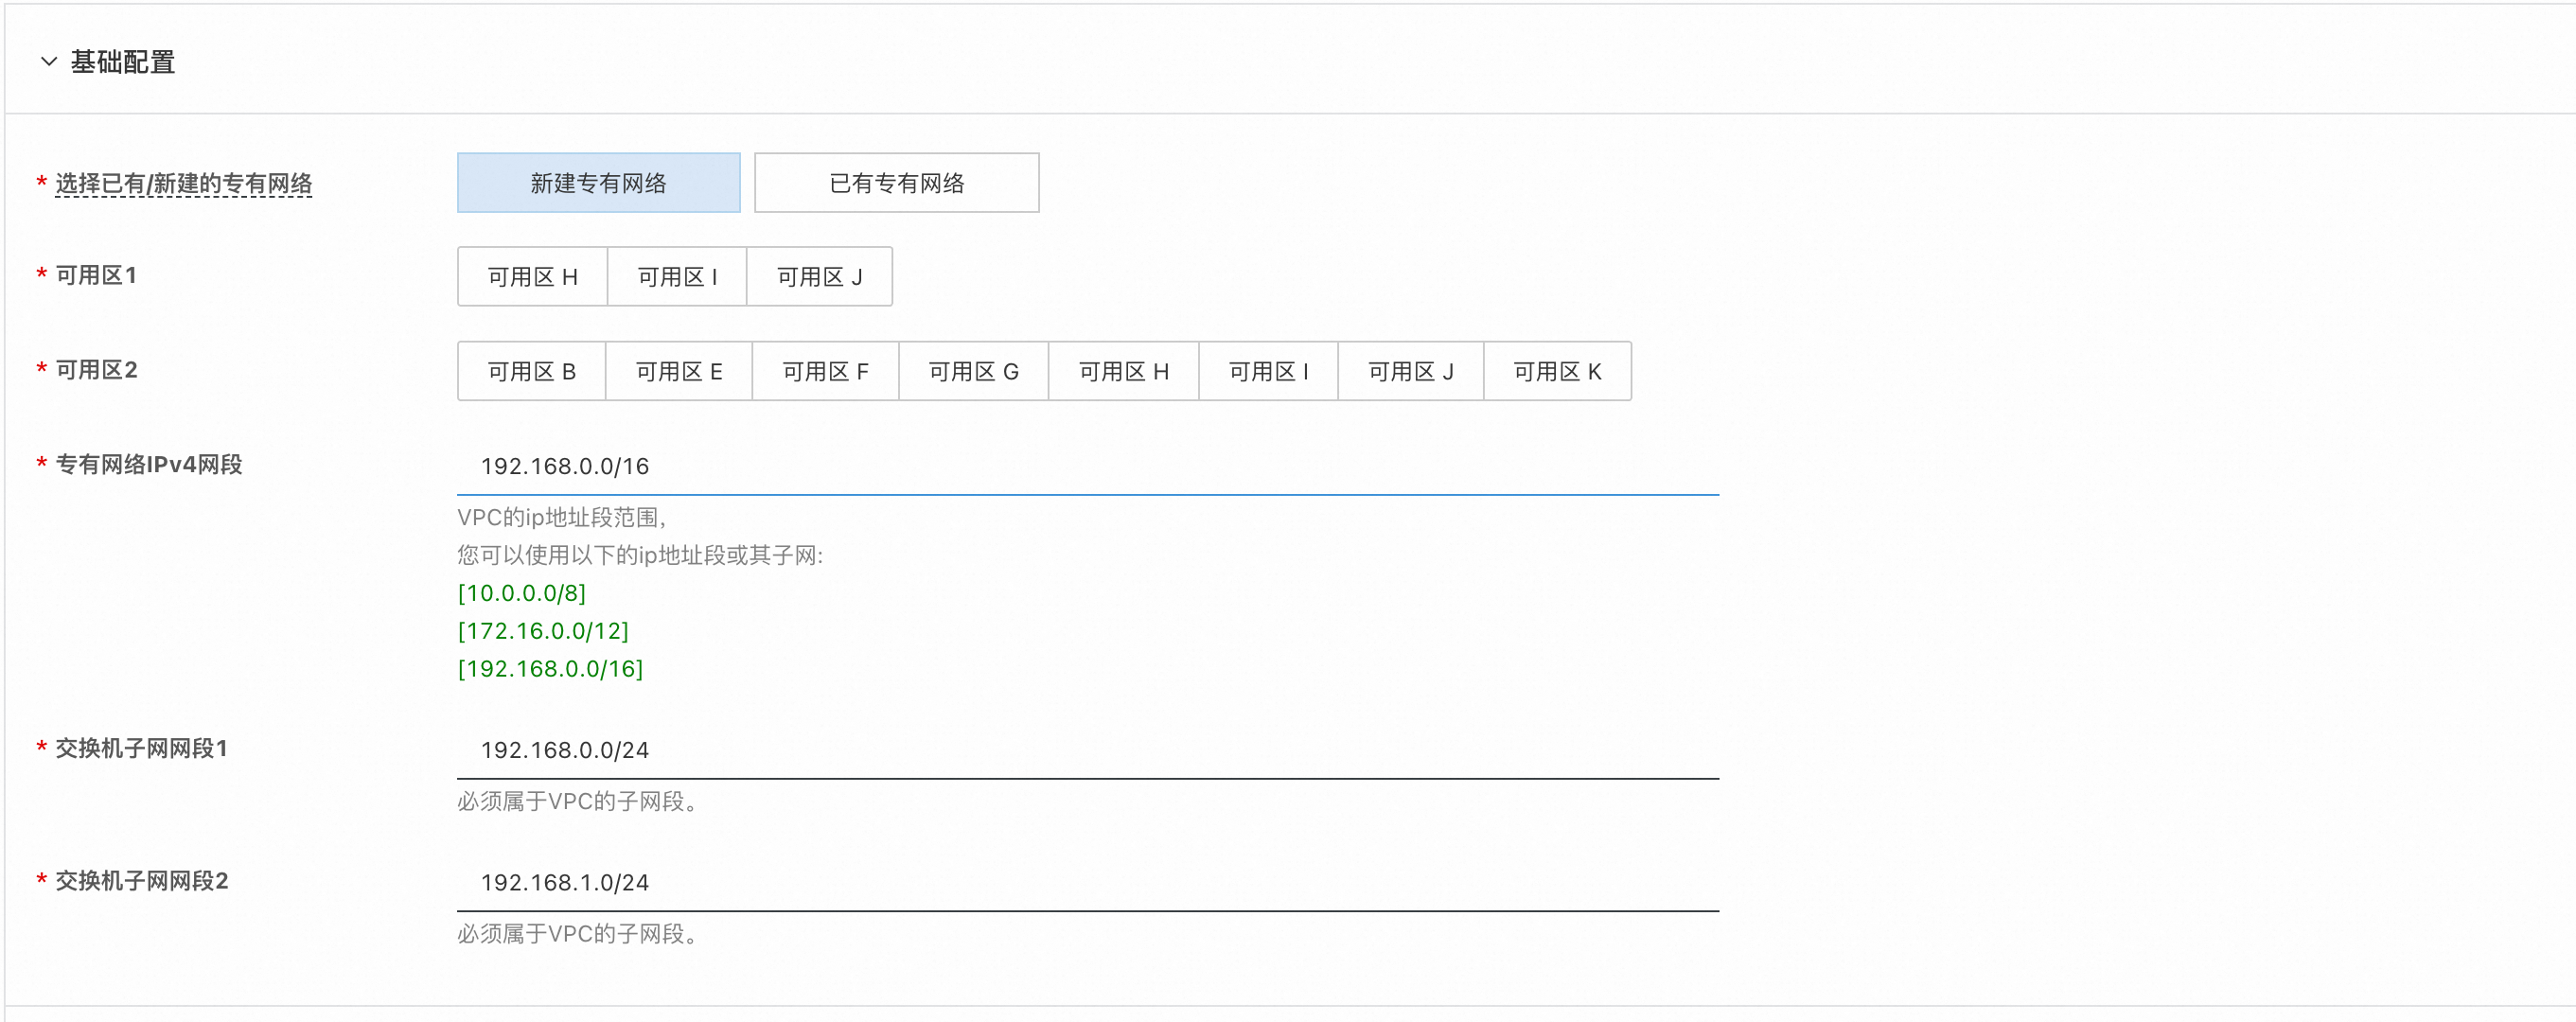 基础配置
* 选择已有/新建的专有网络 新建专有网络 已有专有网络
* 可用区1 可用区 H 可用区 I 可用区 J
* 可用区2 可用区 B 可用区 E 可用区 F 可用区 G 可用区 H 可用区 I 可用区 J 可用区 K
* 专有网络IPv4网段 192.168.0.0/16
VPC的ip地址段范围,
您可以使用以下的ip地址段或其子网:
[10.0.0.0/8]
[172.16.0.0/12]
[192.168.0.0/16]
* 交换机子网网段1 192.168.0.0/24
必须属于VPC的子网段。
* 交换机子网网段2 192.168.1.0/24
必须属于VPC的子网段。